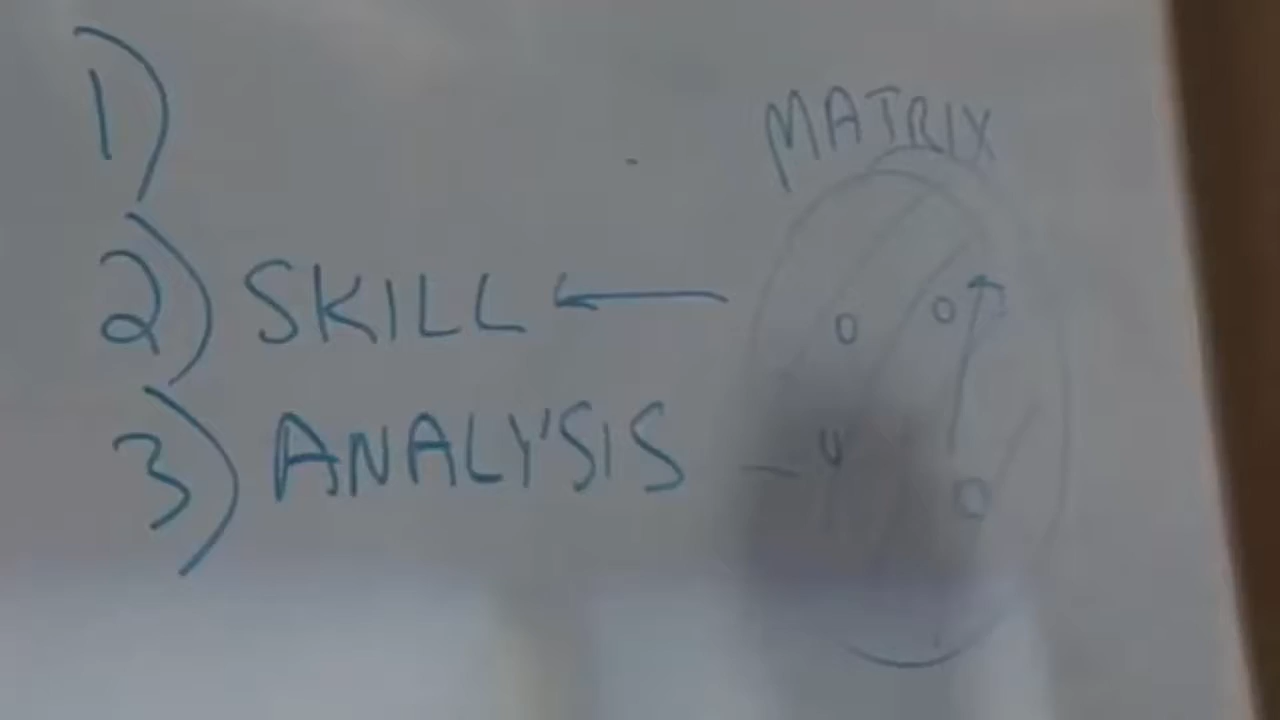 1)
MATRIX
2) SKILL
O O
3) ANALYSIS
O